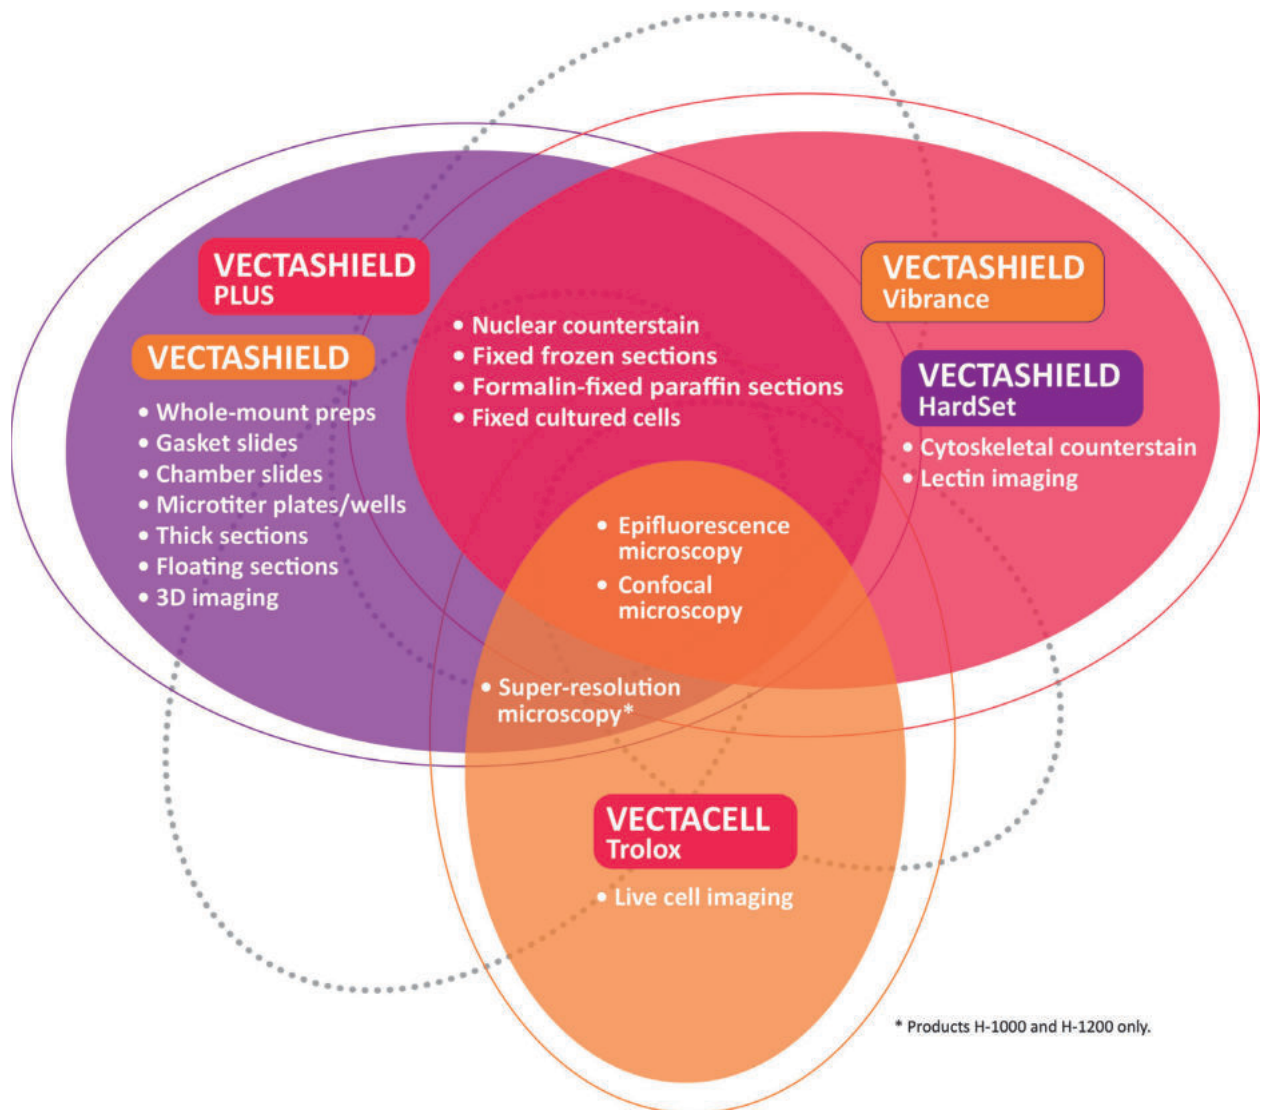 VECTASHIELD
PLUS
VECTASHIELD
• Whole-mount preps
• Gasket slides
• Chamber slides
• Microtiter plates/wells
• Thick sections
• Floating sections
• 3D imaging
• Nuclear counterstain
• Fixed frozen sections
• Formalin-fixed paraffin sections
• Fixed cultured cells
VECTASHIELD
Vibrance
VECTASHIELD
HardSet
• Cytoskeletal counterstain
• Lectin imaging
• Epifluorescence
microscopy
• Confocal
microscopy
• Super-resolution
microscopy*
VECTACELL
Trolox
• Live cell imaging
* Products H-1000 and H-1200 only.